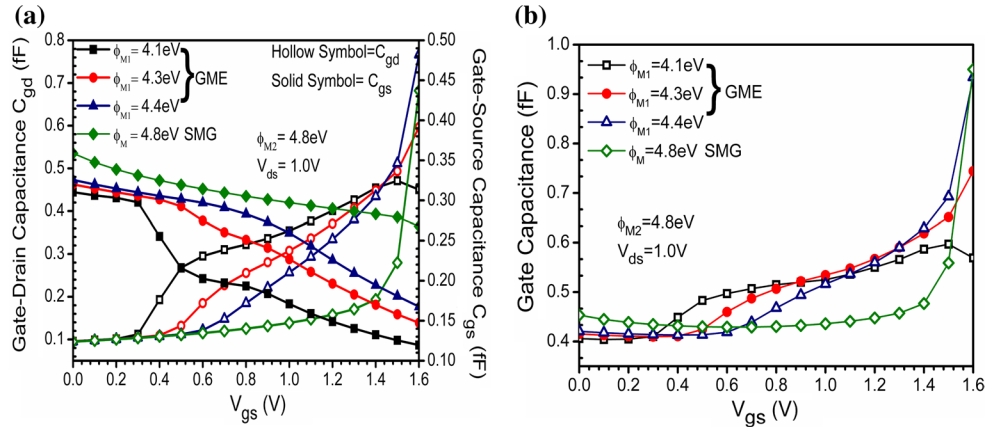 (a)
0.8
0.7
0.6
0.5
0.4
0.3
0.2
0.1
Gate-Drain Capacitance C_gd (fF)
0.50
0.45
0.40
0.35
0.30
0.25
0.20
0.15
0.10
Gate-Source Capacitance C_gs (fF)
ϕ_M1=4.1eV
ϕ_M1=4.3eV
ϕ_M1=4.4eV
ϕ_M=4.8eV SMG
GME
Hollow Symbol=C_gd
Solid Symbol= C_gs
ϕ_M2=4.8eV
V_ds= 1.0V
0.0 0.2 0.4 0.6 0.8 1.0 1.2 1.4 1.6
V_gs (V)
(b)
1.0
0.9
0.8
0.7
0.6
0.5
0.4
Gate Capacitance (fF)
ϕ_M1=4.1eV
ϕ_M1=4.3eV
ϕ_M1=4.4eV
ϕ_M=4.8eV SMG
GME
ϕ_M2=4.8eV
V_ds=1.0V
0.0 0.2 0.4 0.6 0.8 1.0 1.2 1.4 1.6
V_gs (V)